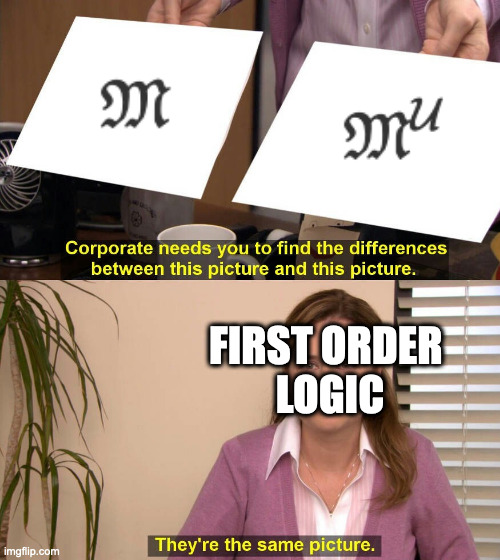 𝔐
𝔐ᵁ
Corporate needs you to find the differences
between this picture and this picture.
FIRST ORDER
LOGIC
They're the same picture.
imgflip.com